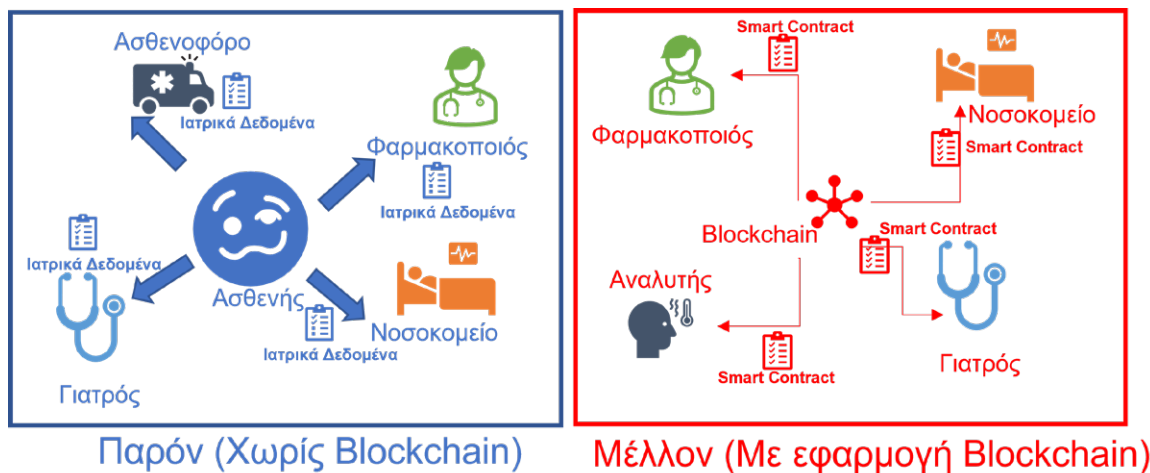 Ασθενοφόρο
Ιατρικά Δεδομένα
Φαρμακοποιός
Ιατρικά Δεδομένα
Ιατρικά Δεδομένα
Ασθενής
Γιατρός
Νοσοκομείο
Ιατρικά Δεδομένα
Παρόν (Χωρίς Blockchain)
Smart Contract
Φαρμακοποιός
Νοσοκομείο
Smart Contract
Blockchain
Smart Contract
Αναλυτής
Smart Contract
Γιατρός
Μέλλον (Με εφαρμογή Blockchain)